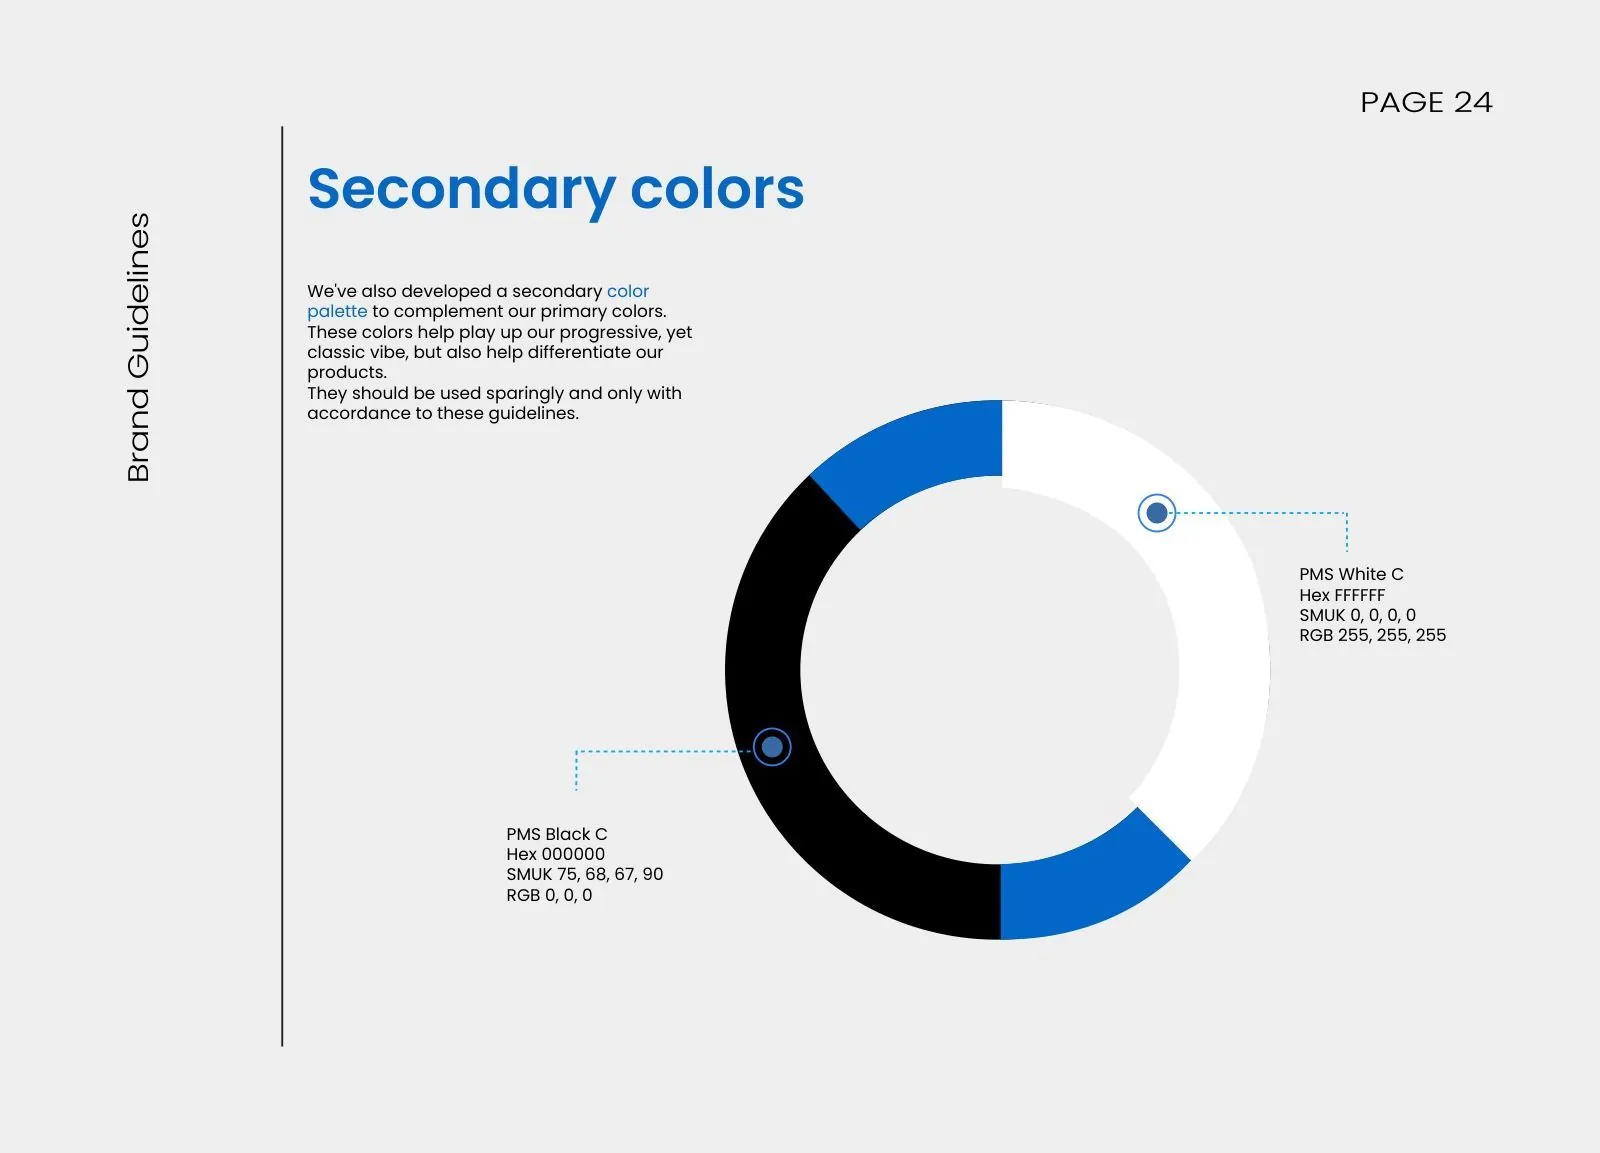 PAGE 24
Brand Guidelines
Secondary colors
We've also developed a secondary color
palette to complement our primary colors.
These colors help play up our progressive, yet
classic vibe, but also help differentiate our
products.
They should be used sparingly and only with
accordance to these guidelines.
PMS White C
Hex FFFFFF
SMUK 0, 0, 0, 0
RGB 255, 255, 255
PMS Black C
Hex 000000
SMUK 75, 68, 67, 90
RGB 0, 0, 0